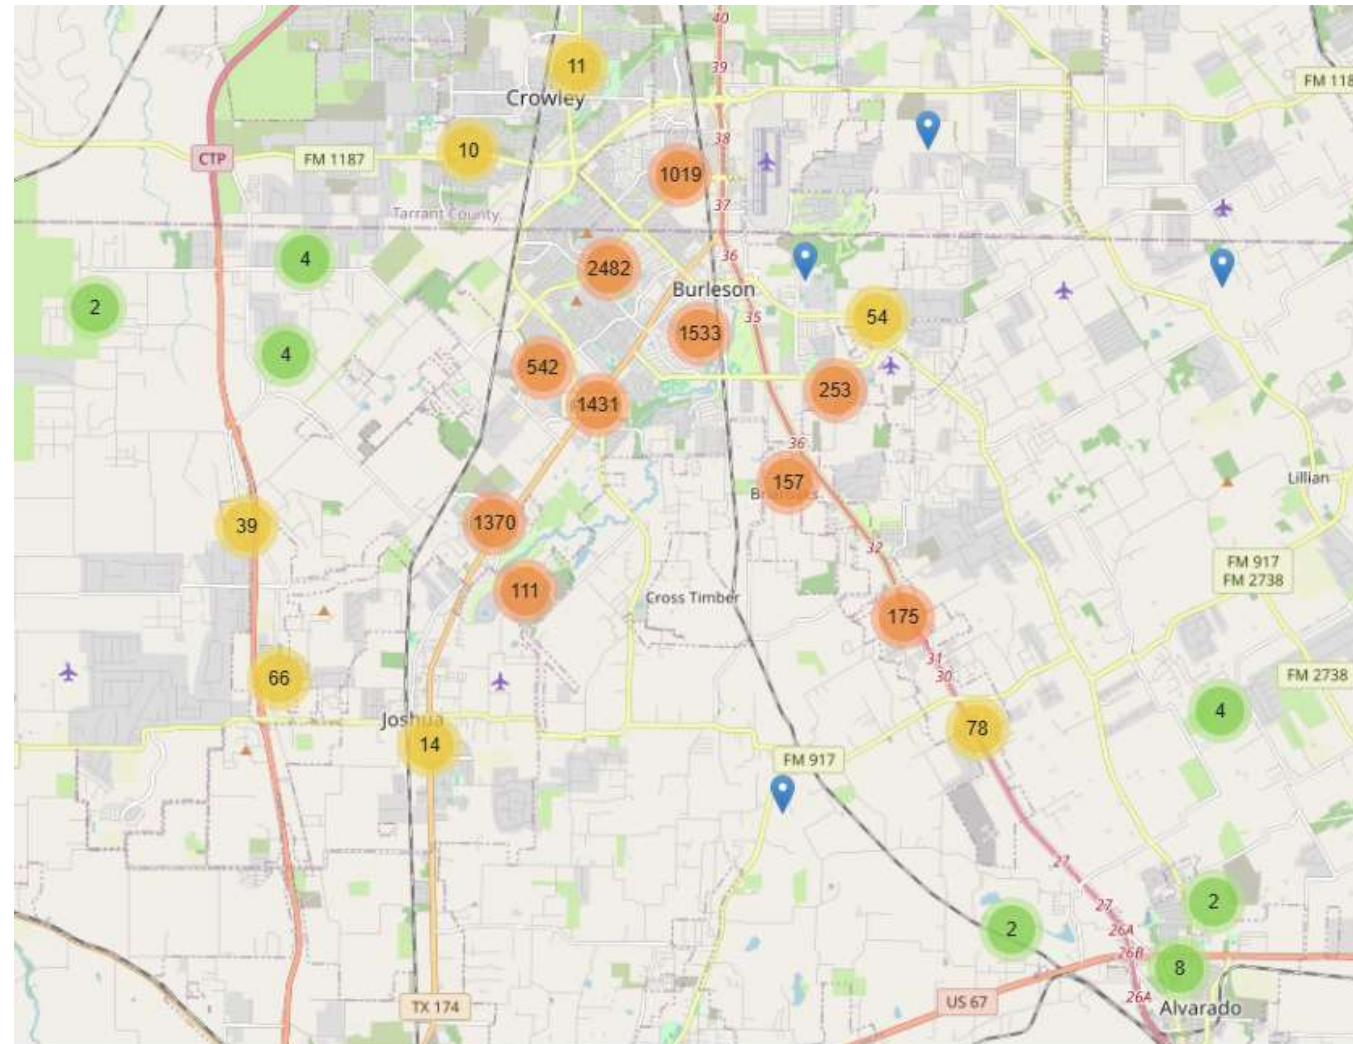 40
11
39
Crowley
FM 118
38
10
CTP
FM 1187
1019
37
Tarrant County
36
4
2482
Burleson
2
54
35
1533
4
542
253
1431
36
157
Lillian
39
1370
32
FM 917
FM 2738
111
Cross Timber
175
31
30
66
FM 2738
4
Joshua
14
78
FM 917
27
2
27
2
26A
26B
8
26A
US 67
TX 174
Alvarado